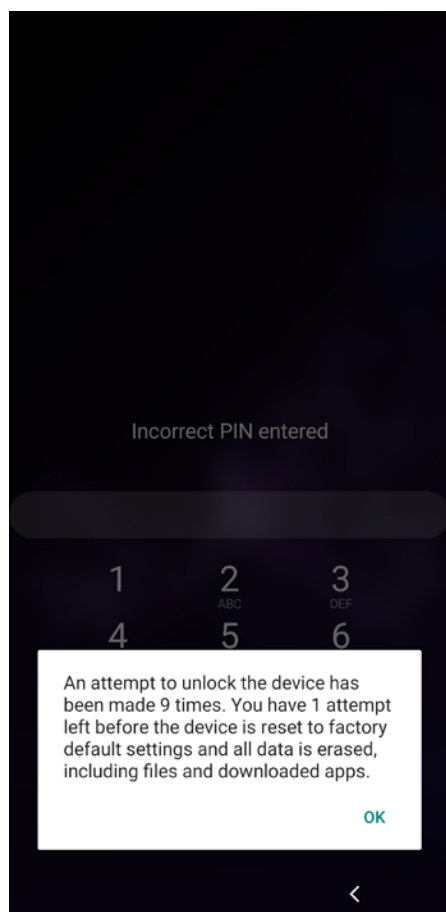 Incorrect PIN entered
1 2 3
ABC DEF
4 5 6
An attempt to unlock the device has
been made 9 times. You have 1 attempt
left before the device is reset to factory
default settings and all data is erased,
including files and downloaded apps.
OK